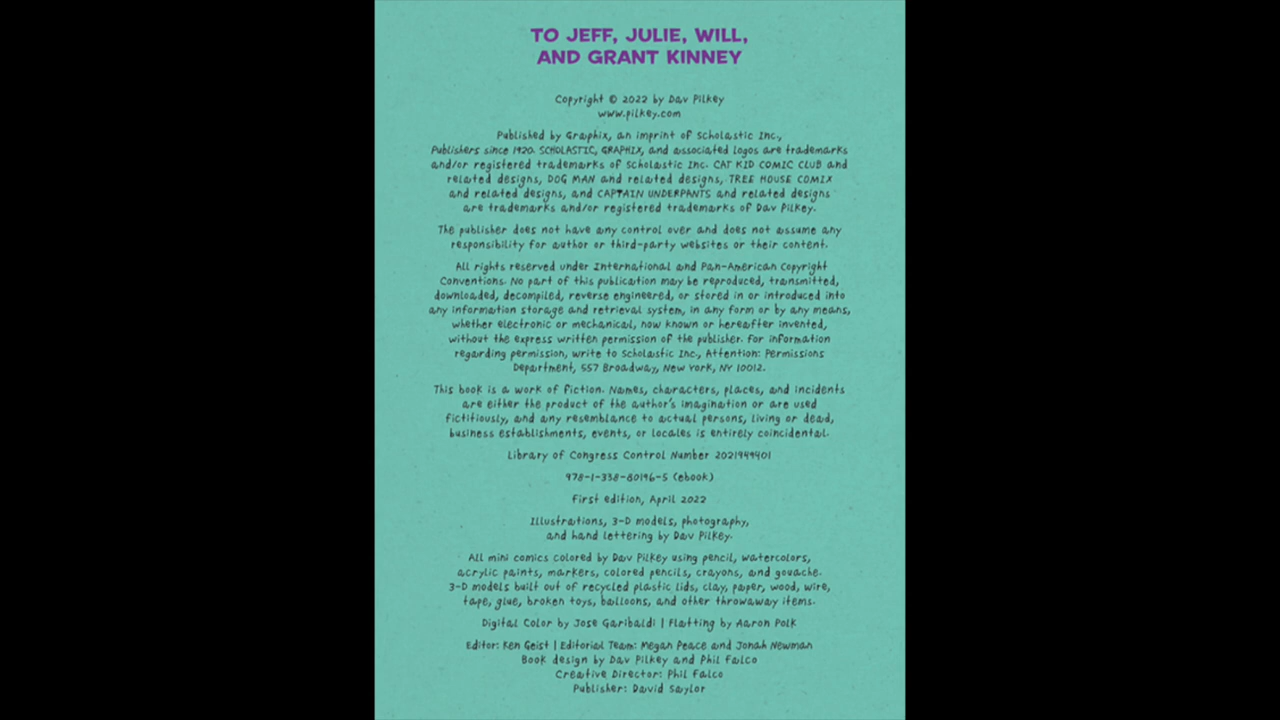 TO JEFF, JULIE, WILL,
AND GRANT KINNEY
Copyright © 2022 by Dav Pilkey
www.pilkey.com
Published by Graphix, an imprint of Scholastic Inc.,
Publishers since 1920. SCHOLASTIC, GRAPHIX, and associated logos are trademarks
and/or registered trademarks of Scholastic Inc. CAT KID COMIC CLUB and
related designs, DOG MAN and related designs, TREE HOUSE COMIX
and related designs, and CAPTAIN UNDERPANTS and related designs
are trademarks and/or registered trademarks of Dav Pilkey.
The publisher does not have any control over and does not assume any
responsibility for author or third-party websites or their content.
All rights reserved under International and Pan-American Copyright
Conventions. No part of this publication may be reproduced, transmitted,
downloaded, decompiled, reverse engineered, or stored in or introduced into
any information storage and retrieval system, in any form or by any means,
whether electronic or mechanical, now known or hereafter invented,
without the express written permission of the publisher. For information
regarding permission, write to Scholastic Inc., Attention: Permissions
Department, 557 Broadway, New York, NY 10012.
This book is a work of fiction. Names, characters, places, and incidents
are either the product of the author's imagination or are used
fictitiously, and any resemblance to actual persons, living or dead,
business establishments, events, or locales is entirely coincidental.
Library of Congress Control Number 2021949401
978-1-338-80196-5 (ebook)
First edition, April 2022
Illustrations, 3-D models, photography,
and hand lettering by Dav Pilkey.
All mini comics colored by Dav Pilkey using pencil, watercolors,
acrylic paints, markers, colored pencils, crayons, and gouache.
3-D models built out of recycled plastic lids, clay, paper, wood, wire,
tape, glue, broken toys, balloons, and other throwaway items.
Digital Color by Jose Garibaldi | Flatting by Aaron Polk
Editor: Ken Geist | Editorial Team: Megan Peace and Jonah Newman
Book design by Dav Pilkey and Phil Falco
Creative Director: Phil Falco
Publisher: David Saylor